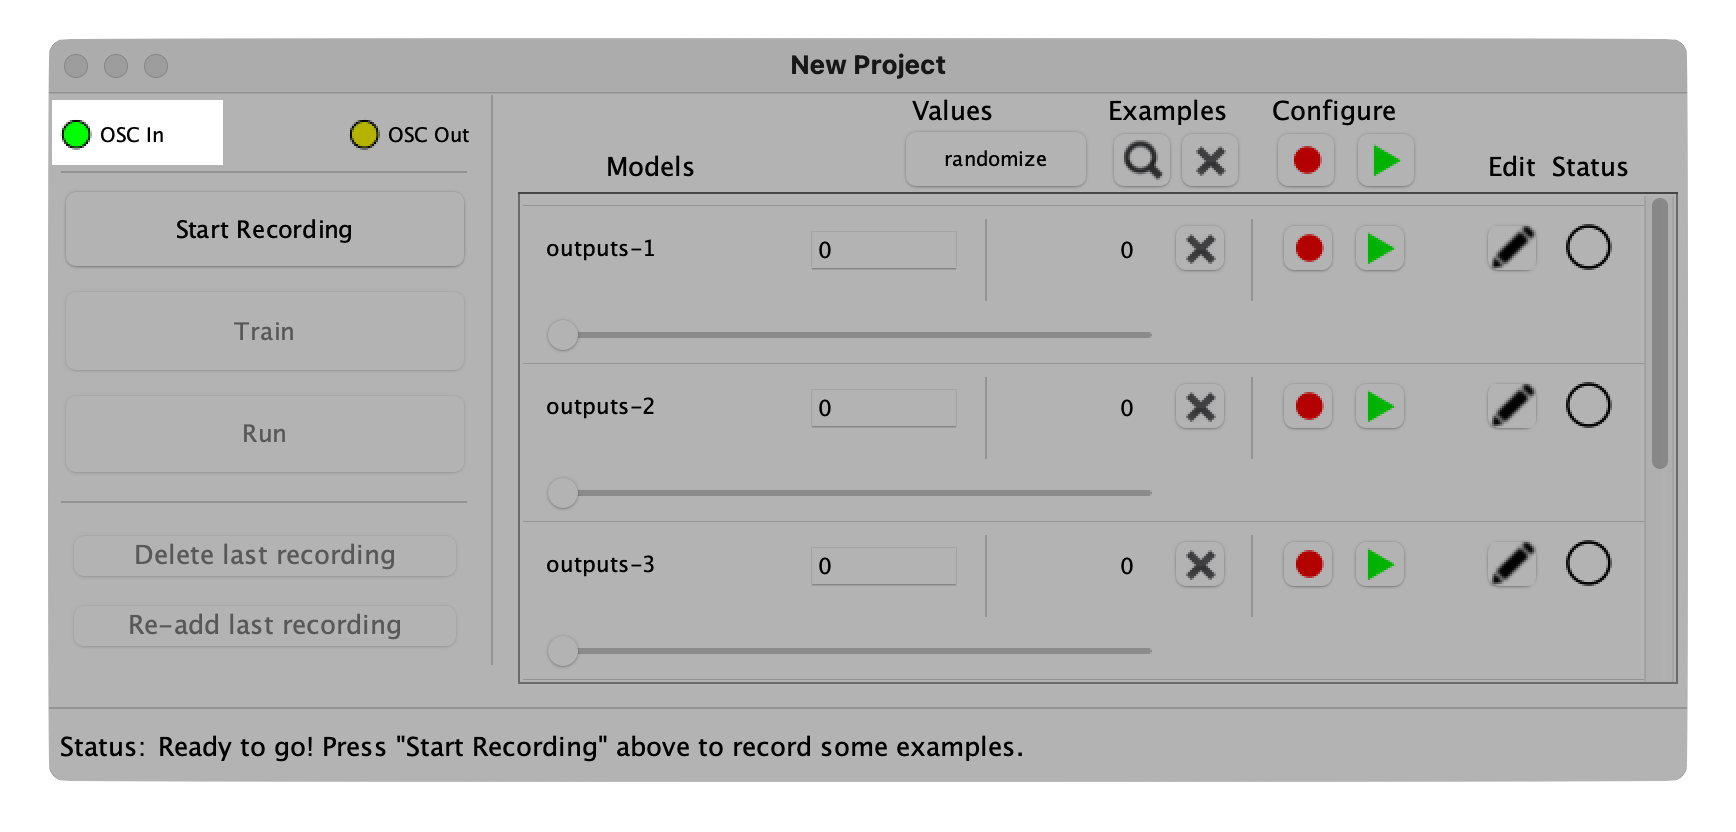 New Project
OSC In
OSC Out
Start Recording
Train
Run
Delete last recording
Re-add last recording
Values
Examples
Configure
randomize
Models
Edit Status
outputs-1
0
0
outputs-2
0
0
outputs-3
0
0
Status: Ready to go! Press "Start Recording" above to record some examples.